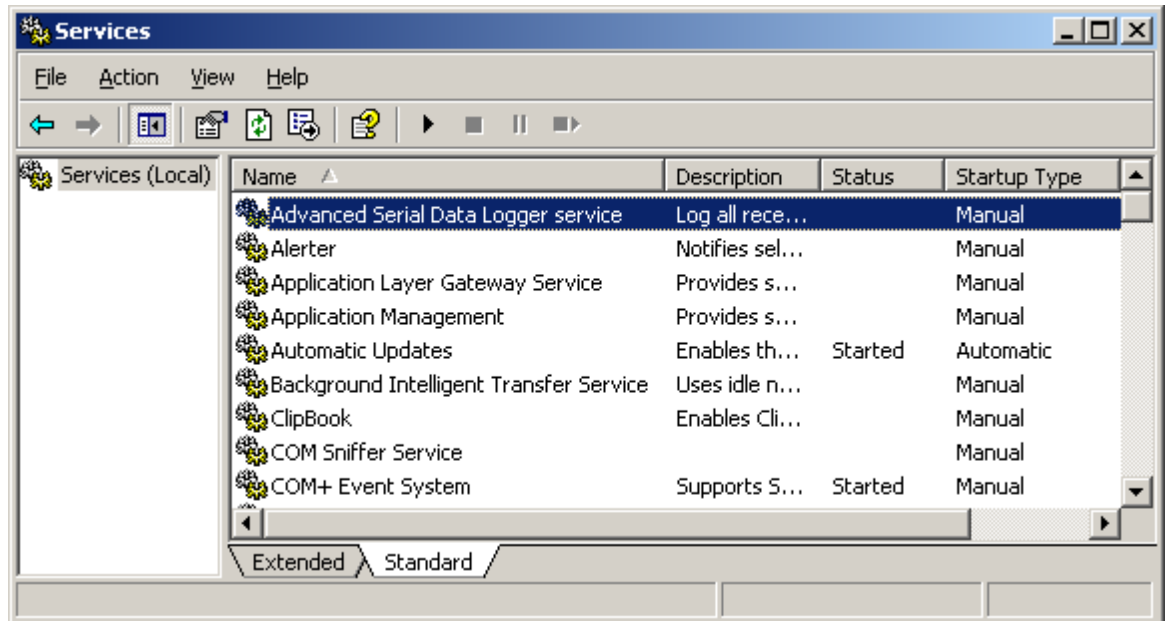 Services
File Action View Help
Services (Local)
Name Description Status Startup Type
Advanced Serial Data Logger service Log all rece... Manual
Alerter Notifies sel... Manual
Application Layer Gateway Service Provides s... Manual
Application Management Provides s... Manual
Automatic Updates Enables th... Started Automatic
Background Intelligent Transfer Service Uses idle n... Manual
ClipBook Enables Cli... Manual
COM Sniffer Service Manual
COM+ Event System Supports S... Started Manual
Extended Standard